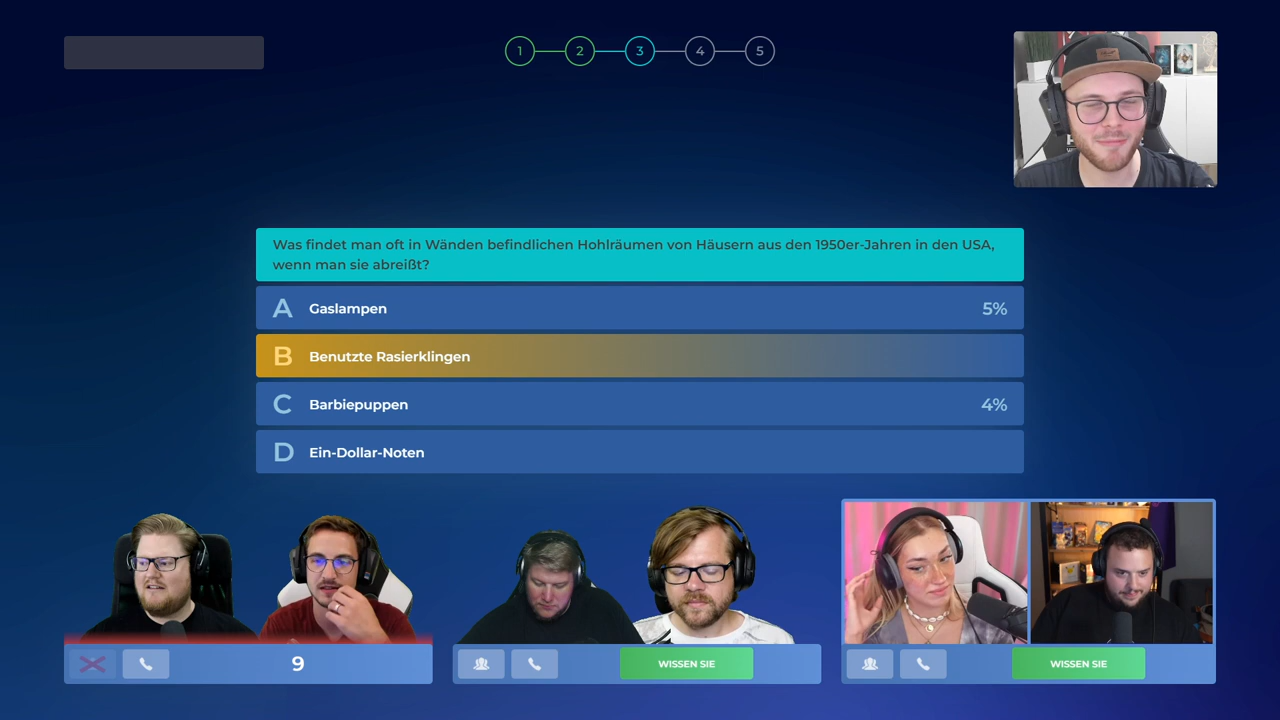 1 2 3 4 5
Was findet man oft in Wänden befindlichen Hohlräumen von Häusern aus den 1950er-Jahren in den USA,
wenn man sie abreißt?
A Gaslampen 5%
B Benutzte Rasierklingen
C Barbiepuppen 4%
D Ein-Dollar-Noten
9 WISSEN SIE WISSEN SIE